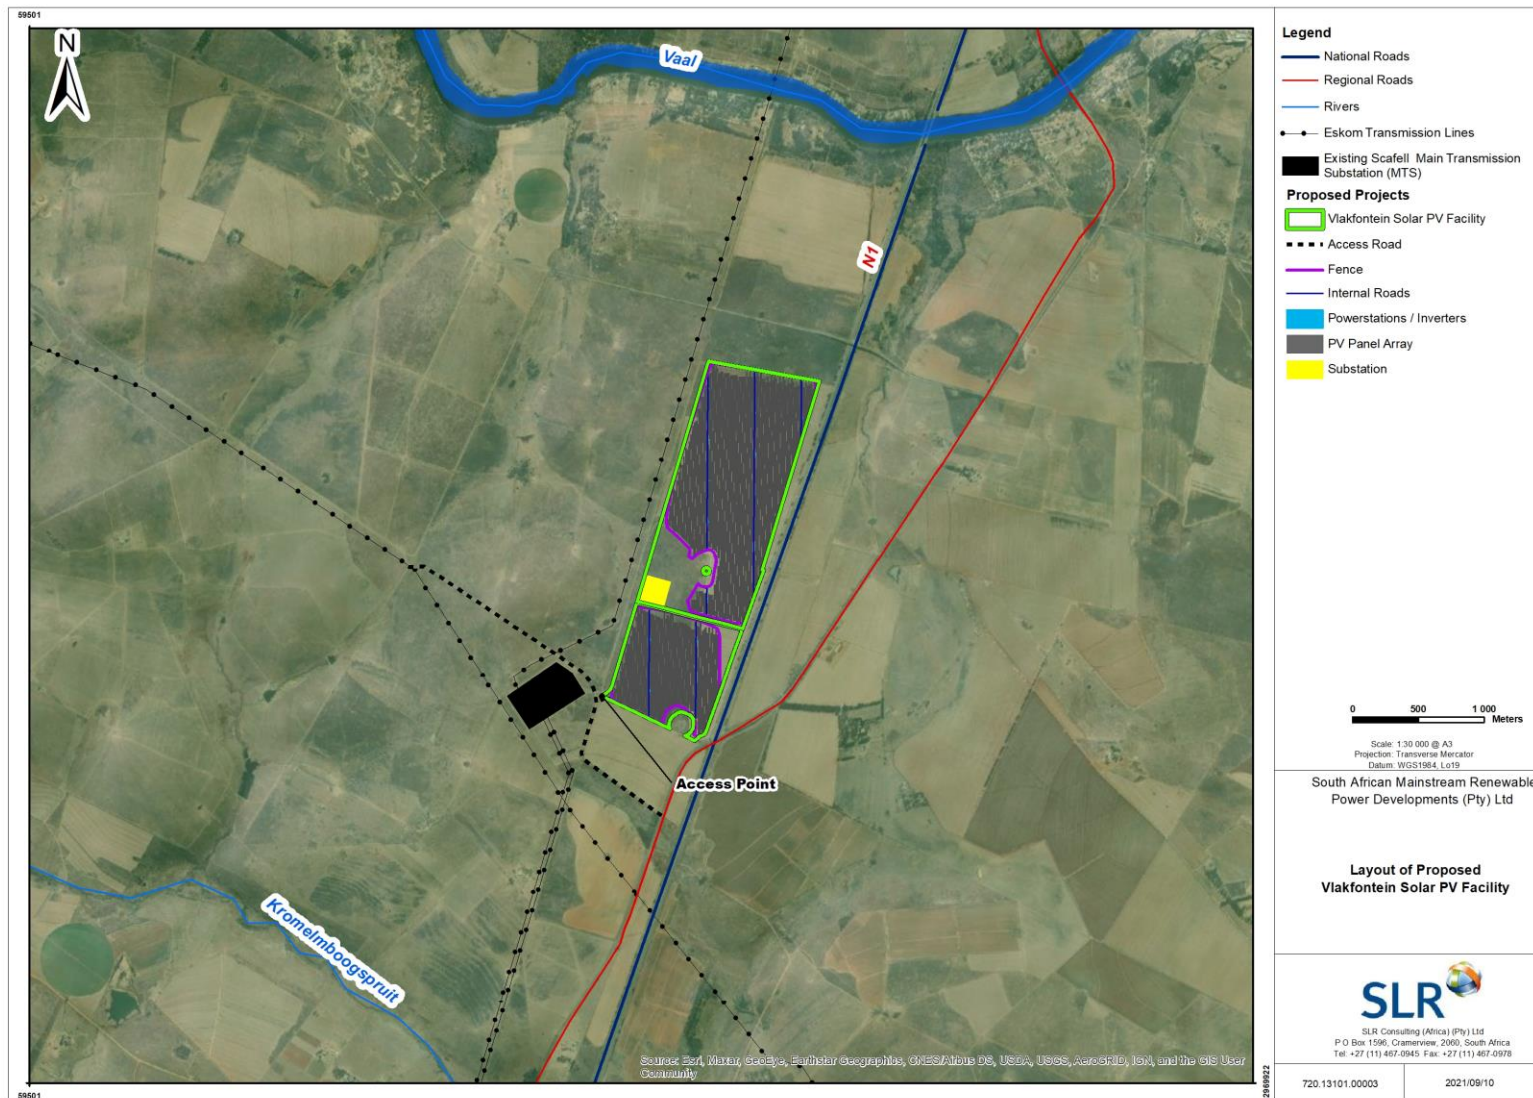 59501
N
Vaal
N1
Access Point
Kromelmboogspruit
Source: Esri, Maxar, GeoEye, Earthstar Geographics, CNES/Airbus DS, USDA, USGS, AeroGRID, IGN, and the GIS User
Community
59501
2969922
Legend
National Roads
Regional Roads
Rivers
Eskom Transmission Lines
Existing Scafell Main Transmission
Substation (MTS)
Proposed Projects
Vlakfontein Solar PV Facility
Access Road
Fence
Internal Roads
Powerstations / Inverters
PV Panel Array
Substation
0 500 1 000
Meters
Scale: 1:30 000 @ A3
Projection: Transverse Mercator
Datum: WGS1984, Lo19
South African Mainstream Renewable
Power Developments (Pty) Ltd
Layout of Proposed
Vlakfontein Solar PV Facility
SLR
SLR Consulting (Africa) (Pty) Ltd
P O Box 1596, Cramerview, 2060, South Africa
Tel: +27 (11) 467-0945 Fax: +27 (11) 467-0978
720.13101.00003
2021/09/10